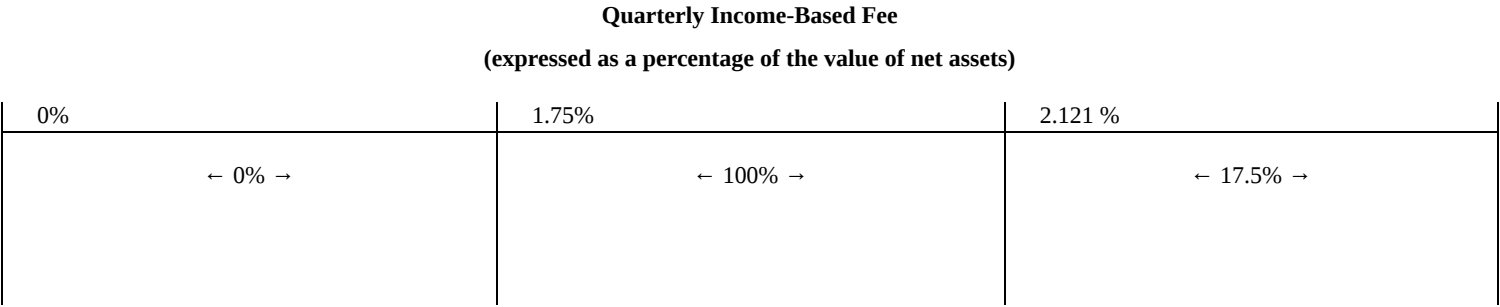 Quarterly Income-Based Fee
(expressed as a percentage of the value of net assets)
0% 1.75% 2.121 %
← 0% → ← 100% → ← 17.5% →